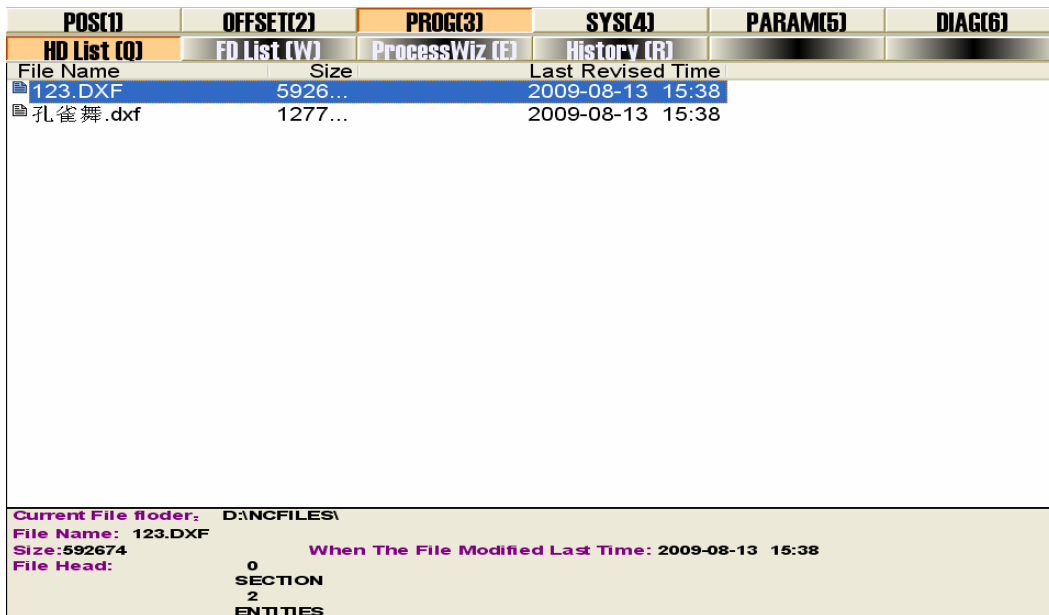 POS(1) OFFSET(2) PROG(3) SYS(4) PARAM(5) DIAG(6)
HD List (Q) FD List (W) ProcessWiz (E) History (R)
File Name Size Last Revised Time
123.DXF 5926... 2009-08-13 15:38
孔雀舞.dxf 1277... 2009-08-13 15:38
Current File floder: D:\NCFILES\
File Name: 123.DXF
Size:592674 When The File Modified Last Time: 2009-08-13 15:38
File Head: 0
SECTION
2
ENTITIES